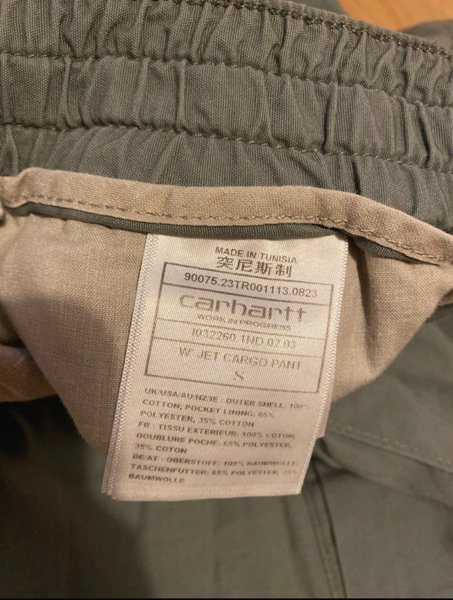 MADE IN TUNISIA
突尼斯制
90075.23TR001113.0823
carhartt
WORK IN PROGRESS
I032260.1ND.02.03
W' JET CARGO PANT
S
UK/USA/AU/NZ/IE : OUTER SHELL: 100%
COTTON; POCKET LINING: 65%
POLYESTER, 35% COTTON
FR : TISSU EXTERIEUR: 100% COTON;
DOUBLURE POCHE: 65% POLYESTER,
35% COTON
DE/AT : OBERSTOFF: 100% BAUMWOLLE;
TASCHENFUTTER: 65% POLYESTER, 35%
BAUMWOLLE